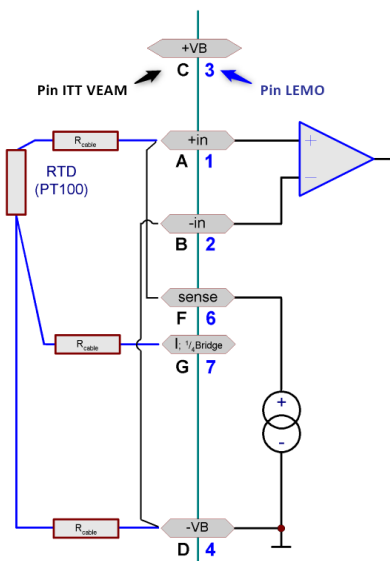 +VB
C 3
Pin ITT VEAM
Pin LEMO
Rcable
+in
A 1
+
RTD
(PT100)
-in
B 2
—
sense
F 6
I; 1/4Bridge
Rcable
G 7
+
-
Rcable
-VB
D 4